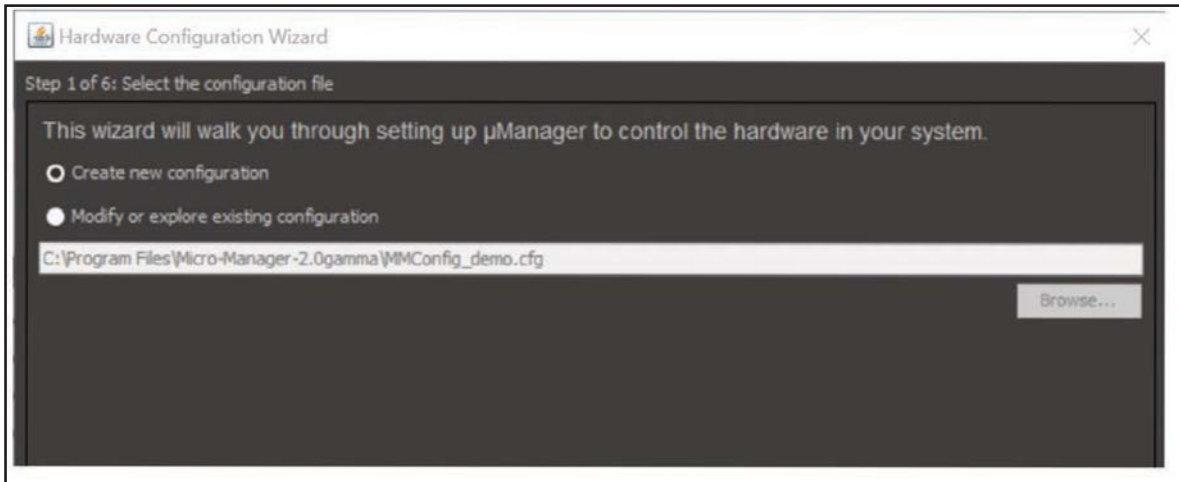 Hardware Configuration Wizard
Step 1 of 6: Select the configuration file
This wizard will walk you through setting up µManager to control the hardware in your system.
Create new configuration
Modify or explore existing configuration
C:\Program Files\Micro-Manager-2.0gamma\MMConfig_demo.cfg
Browse...